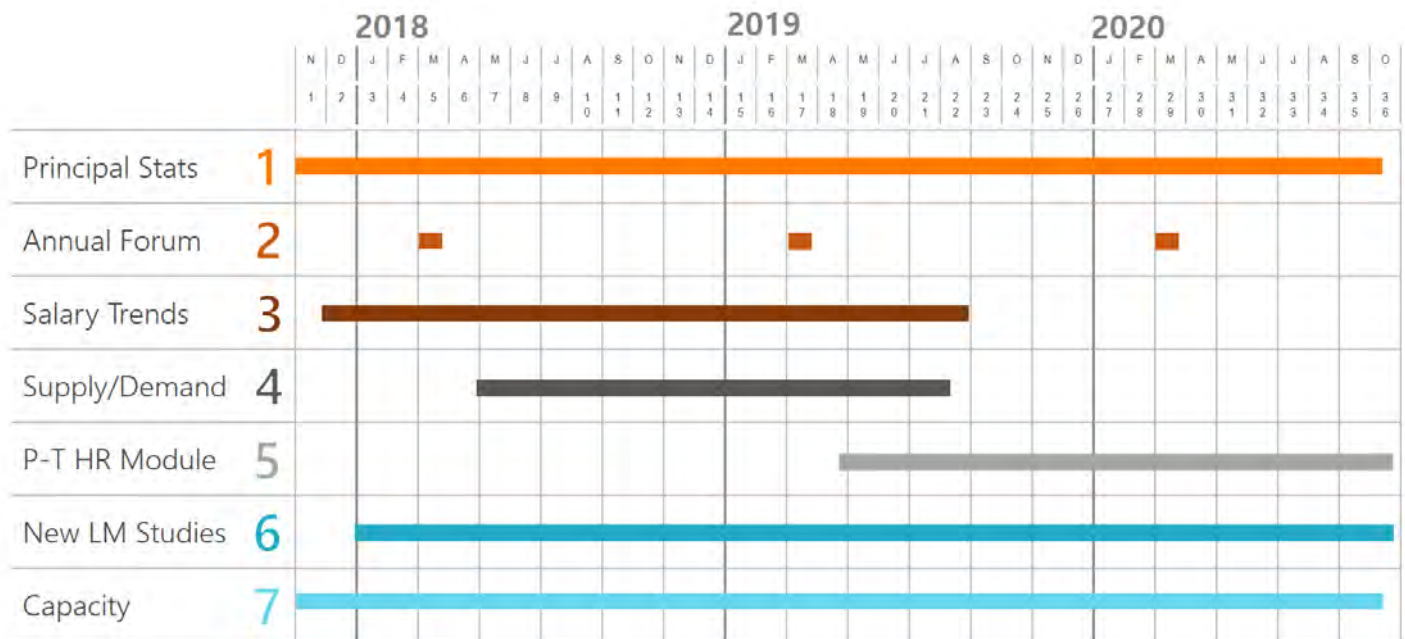 2018 2019 2020
N D J F M A M J J A S O N D J F M A M J J A S O N D J F M A M J J A S O
1 2 3 4 5 6 7 8 9 10 11 12 13 14 15 16 17 18 19 20 21 22 23 24 25 26 27 28 29 30 31 32 33 34 35 36
Principal Stats 1
Annual Forum 2
Salary Trends 3
Supply/Demand 4
P-T HR Module 5
New LM Studies 6
Capacity 7